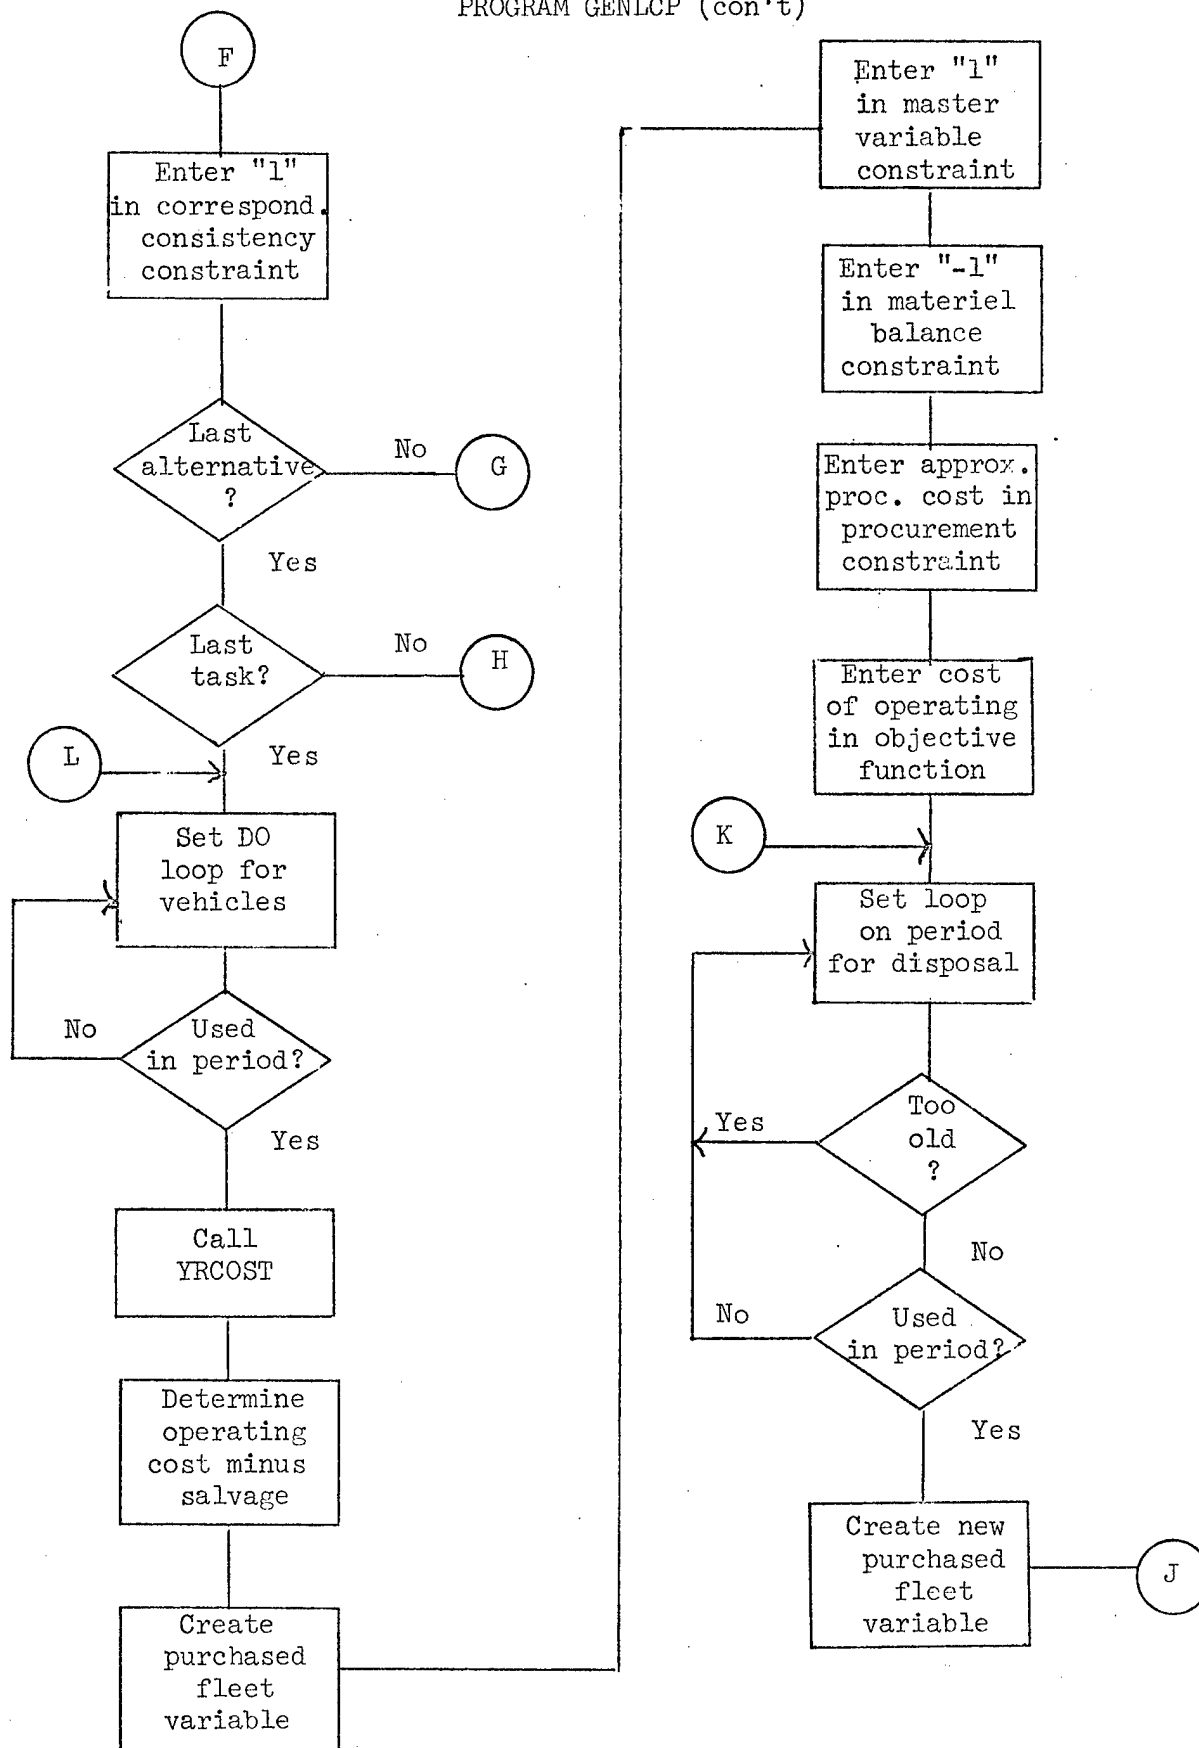 PROGRAM GENLCP (con't)
F
Enter "1"
in correspond.
consistency
constraint
Last
alternative
?
No
G
Yes
Last
task?
No
H
Yes
L
Set DO
loop for
vehicles
No
Used
in period?
Yes
Call
YRCOST
Determine
operating
cost minus
salvage
Create
purchased
fleet
variable
Enter "1"
in master
variable
constraint
Enter "-1"
in materiel
balance
constraint
Enter approx.
proc. cost in
procurement
constraint
Enter cost
of operating
in objective
function
K
Set loop
on period
for disposal
Yes
Too
old
?
No
No
Used
in period?
Yes
Create new
purchased
fleet
variable
J